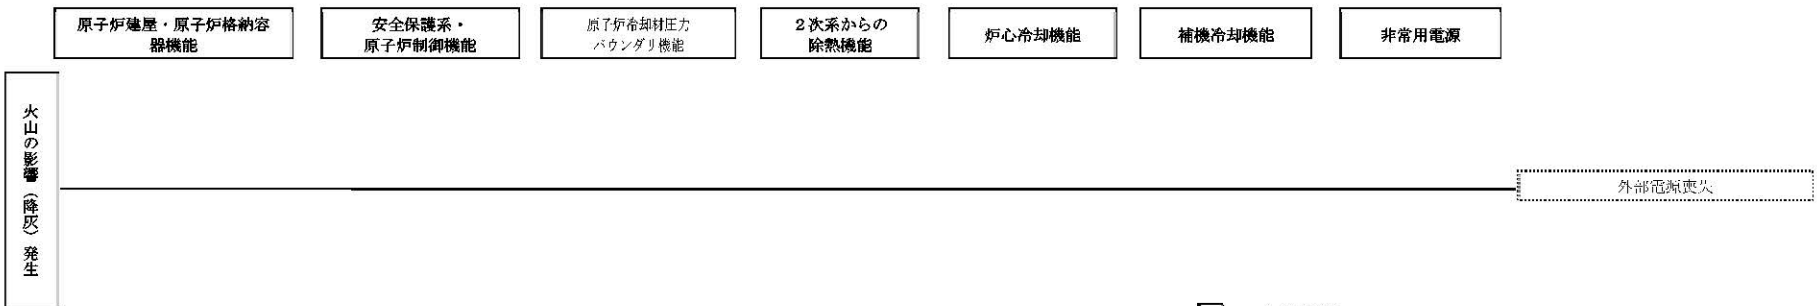 原子炉建屋・原子炉格納容
器機能
安全保護系・
原子炉制御機能
原子炉冷却材圧力
バウンダリ機能
２次系からの
除熱機能
炉心冷却機能
補機冷却機能
非常用電源
火山の影響（降灰）発生
外部電源喪失